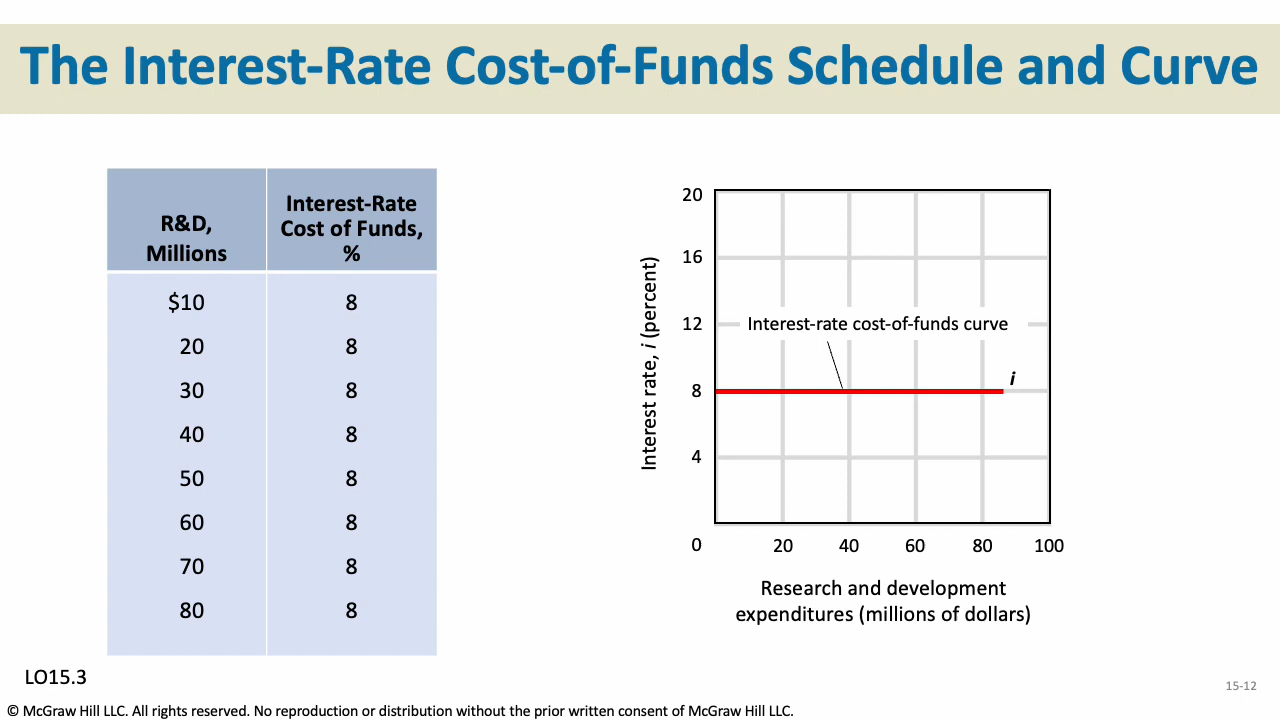 The Interest-Rate Cost-of-Funds Schedule and Curve
R&D,
Millions
Interest-Rate
Cost of Funds,
%
$10 8
20 8
30 8
40 8
50 8
60 8
70 8
80 8
Interest rate, i (percent)
20
16
12
8
4
0
Interest-rate cost-of-funds curve
i
20 40 60 80 100
Research and development
expenditures (millions of dollars)
LO15.3
15-12
© McGraw Hill LLC. All rights reserved. No reproduction or distribution without the prior written consent of McGraw Hill LLC.